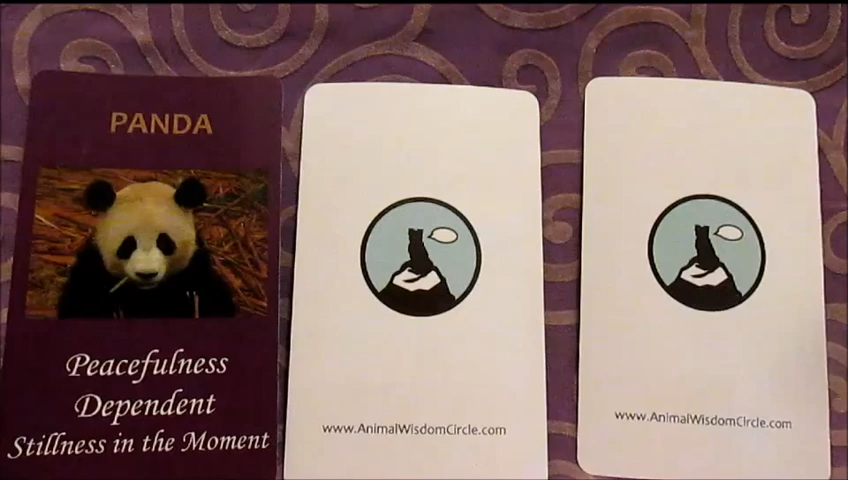 PANDA
Peacefulness
Dependent
Stillness in the Moment
www.AnimalWisdomCircle.com
www.AnimalWisdomCircle.com